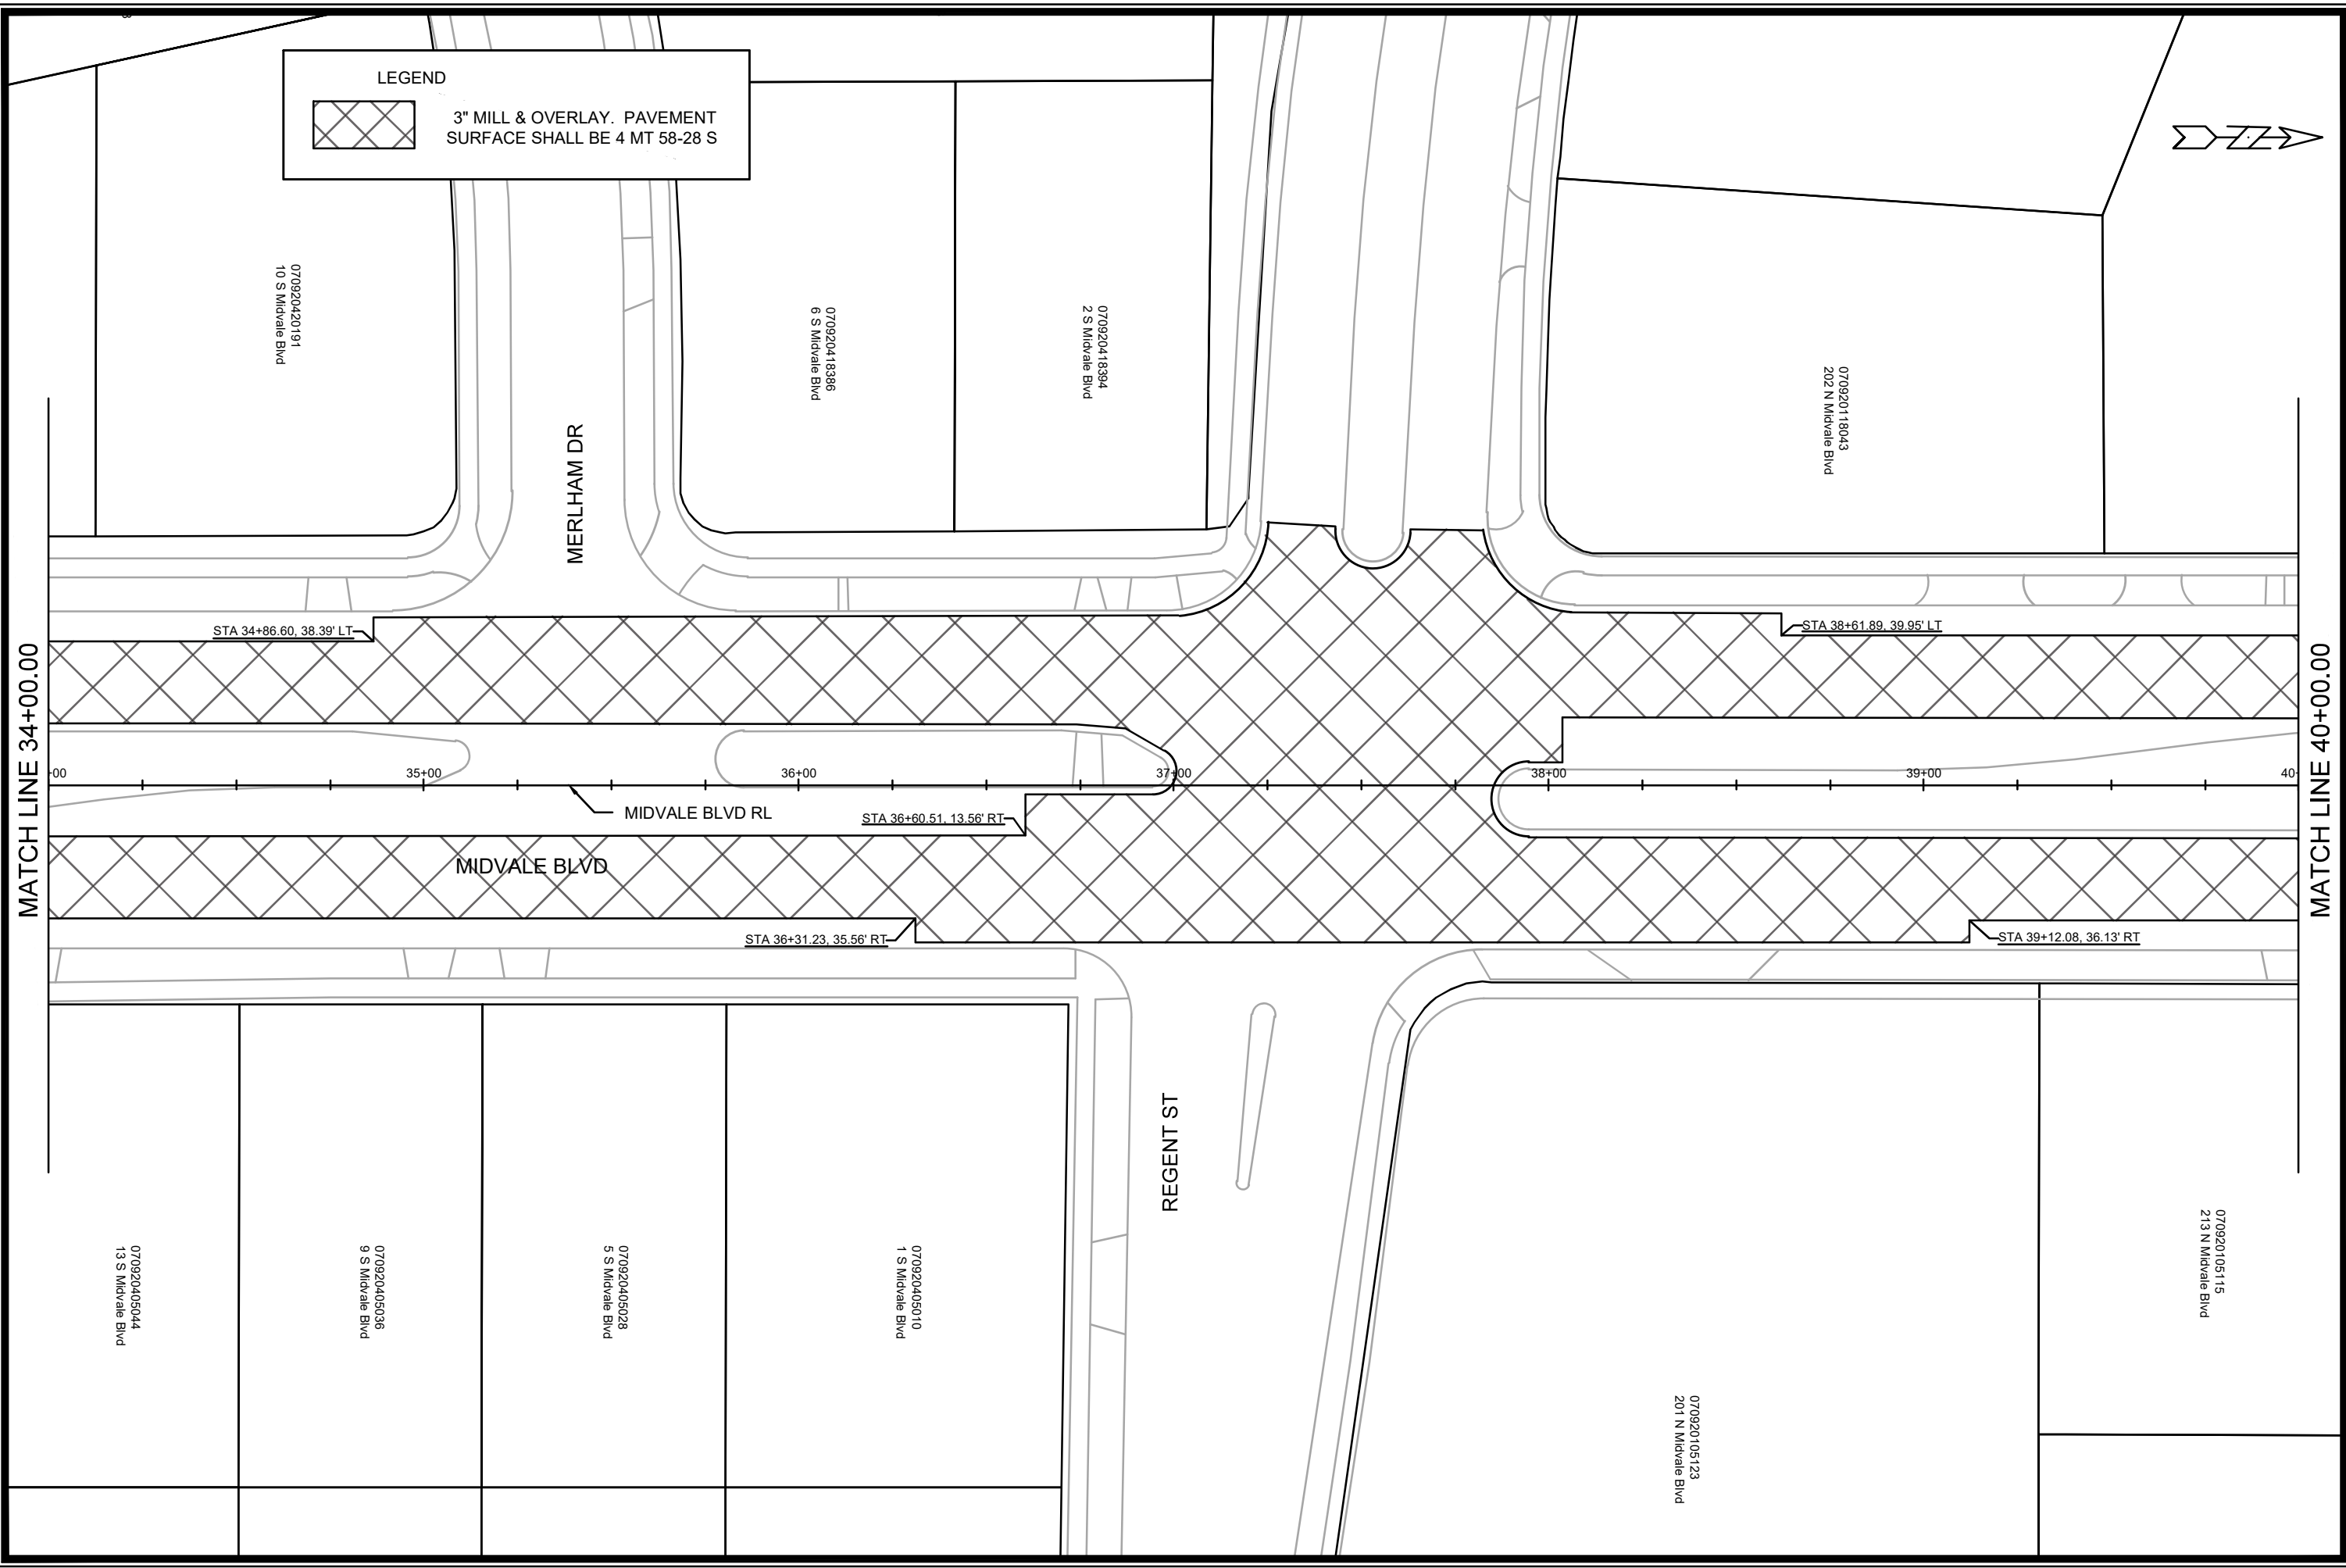 LEGEND
3" MILL & OVERLAY. PAVEMENT
SURFACE SHALL BE 4 MT 58-28 S
N
070920420191
10 S Midvale Blvd
070920418386
6 S Midvale Blvd
070920418394
2 S Midvale Blvd
070920118043
202 N Midvale Blvd
MERLHAM DR
STA 34+86.60, 38.39' LT
STA 38+61.89, 39.95' LT
MATCH LINE 34+00.00
MATCH LINE 40+00.00
+00
35+00
36+00
37+00
38+00
39+00
40+
MIDVALE BLVD RL
STA 36+60.51, 13.56' RT
MIDVALE BLVD
STA 36+31.23, 35.56' RT
STA 39+12.08, 36.13' RT
REGENT ST
070920405044
13 S Midvale Blvd
070920405036
9 S Midvale Blvd
070920405028
5 S Midvale Blvd
070920405010
1 S Midvale Blvd
070920105123
201 N Midvale Blvd
070920105115
213 N Midvale Blvd